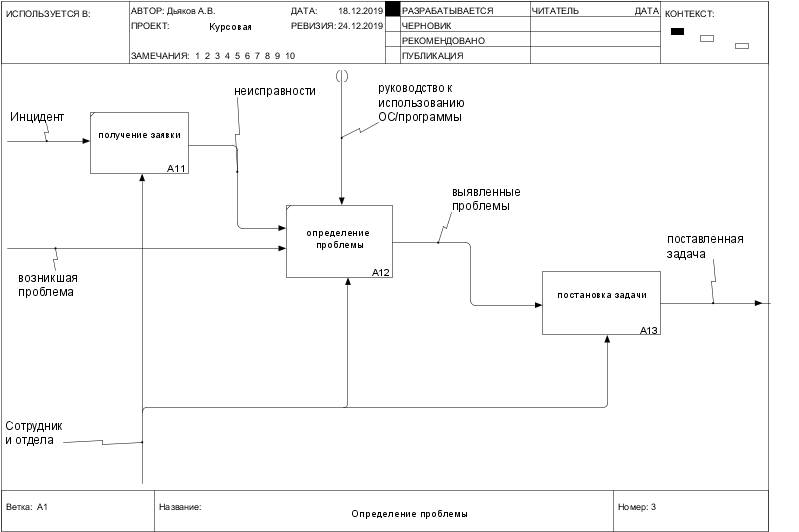 ИСПОЛЬЗУЕТСЯ В:
АВТОР: Дьяков А.В.
ДАТА: 18.12.2019
ПРОЕКТ: Курсовая
РЕВИЗИЯ: 24.12.2019
ЗАМЕЧАНИЯ: 1 2 3 4 5 6 7 8 9 10
РАЗРАБАТЫВАЕТСЯ
ЧЕРНОВИК
РЕКОМЕНДОВАНО
ПУБЛИКАЦИЯ
ЧИТАТЕЛЬ ДАТА
КОНТЕКСТ:
неисправности
руководство к
использованию
ОС/программы
Инцидент
получение заявки
A11
выявленные
проблемы
определение
проблемы
A12
возникшая
проблема
поставленная
задача
постановка задачи
A13
Сотрудник
и отдела
Ветка: A1
Название:
Определение проблемы
Номер: 3